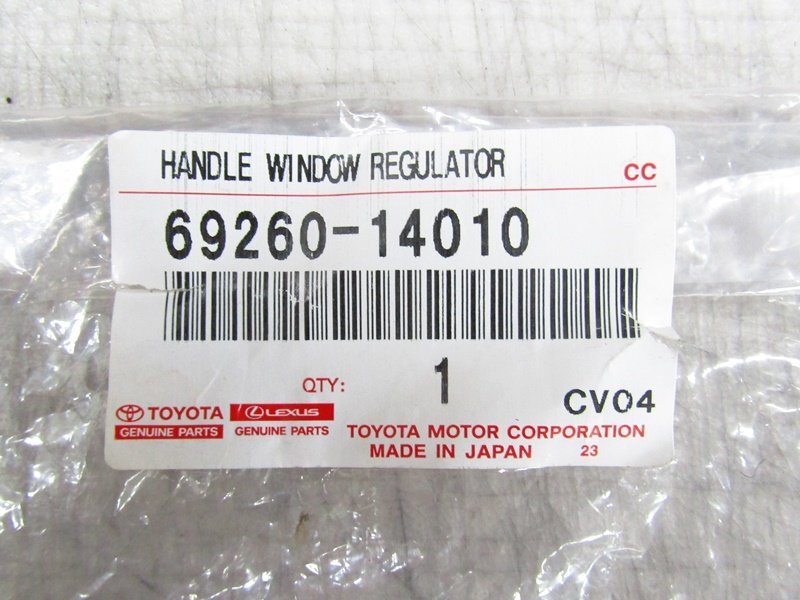 HANDLE WINDOW REGULATOR CC
69260-14010
QTY: 1 CV04
TOYOTA LEXUS
GENUINE PARTS GENUINE PARTS
TOYOTA MOTOR CORPORATION
MADE IN JAPAN 23